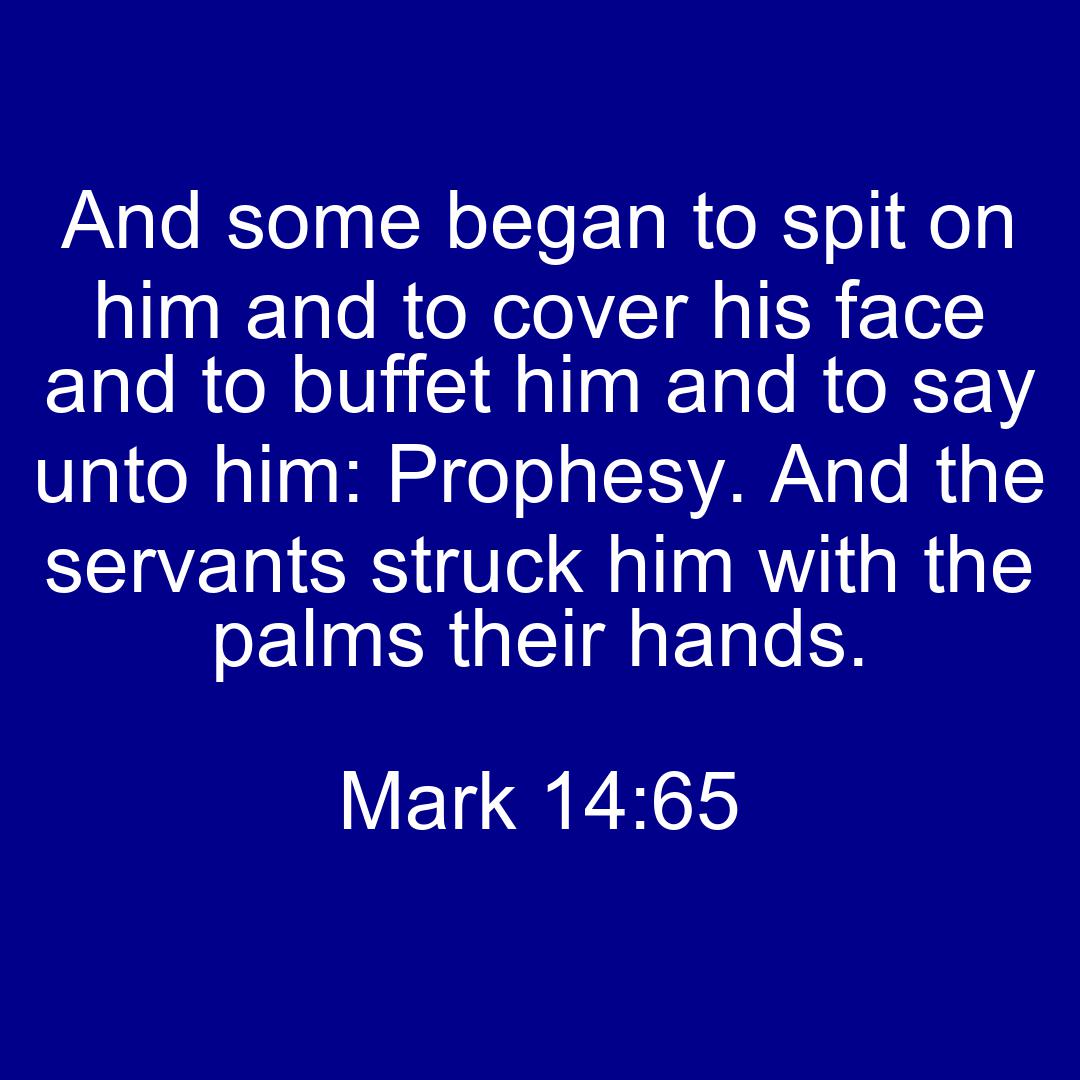 And some began to spit on
him and to cover his face
and to buffet him and to say
unto him: Prophesy. And the
servants struck him with the
palms their hands.
Mark 14:65